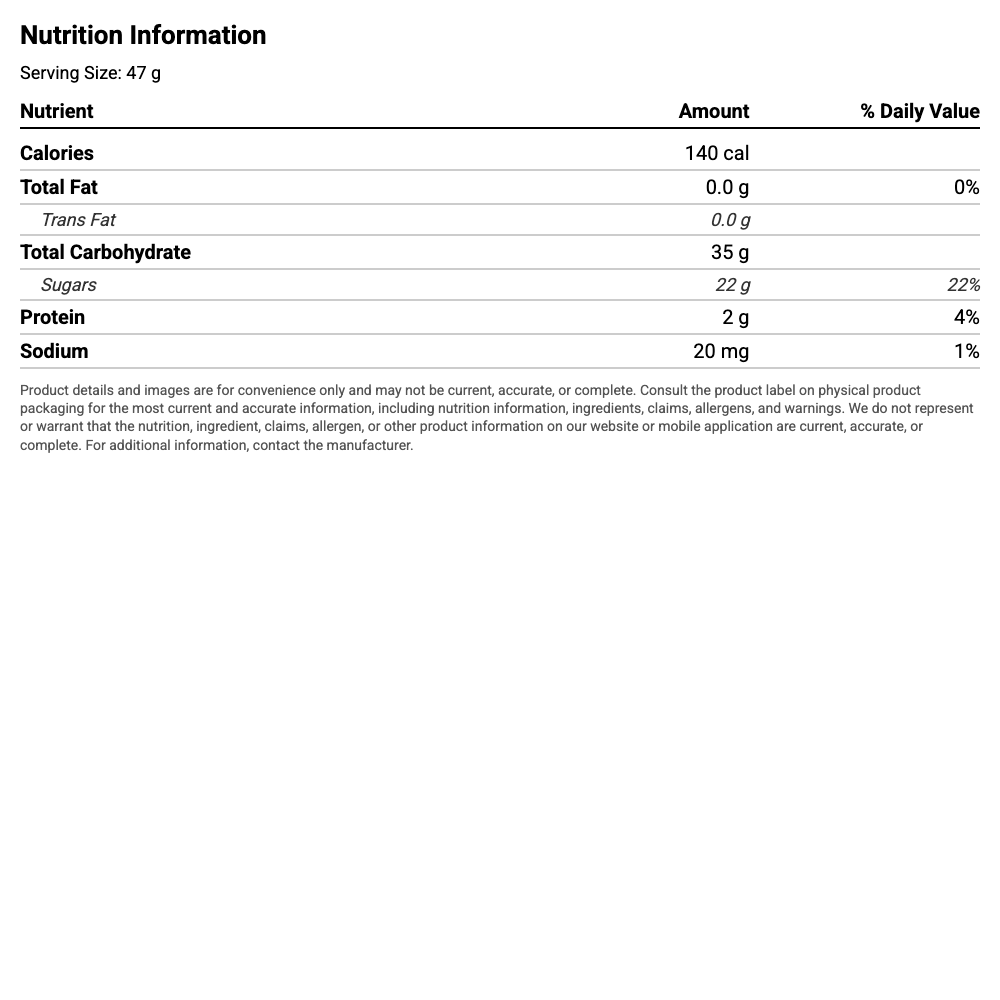 Nutrition Information
Serving Size: 47 g
Nutrient Amount % Daily Value
Calories 140 cal
Total Fat 0.0 g 0%
Trans Fat 0.0 g
Total Carbohydrate 35 g
Sugars 22 g 22%
Protein 2 g 4%
Sodium 20 mg 1%
Product details and images are for convenience only and may not be current, accurate, or complete. Consult the product label on physical product
packaging for the most current and accurate information, including nutrition information, ingredients, claims, allergens, and warnings. We do not represent
or warrant that the nutrition, ingredient, claims, allergen, or other product information on our website or mobile application are current, accurate, or
complete. For additional information, contact the manufacturer.